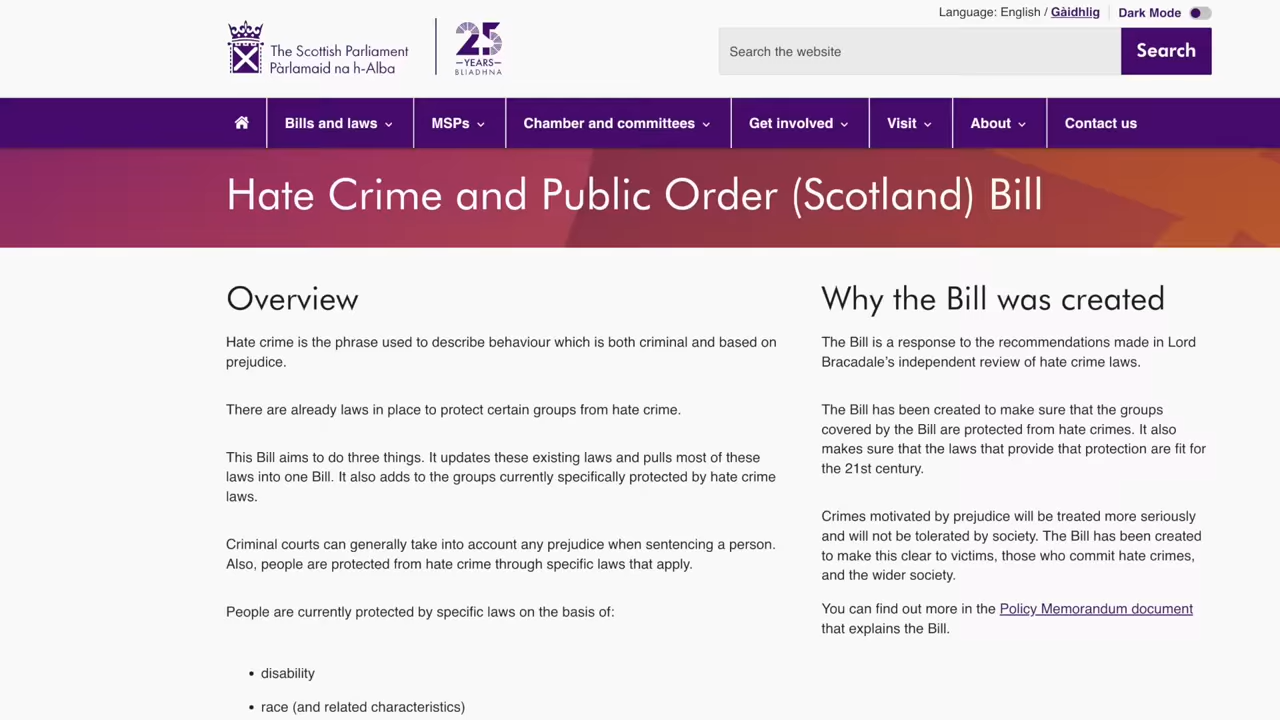 Language: English / Gàidhlig
Dark Mode
The Scottish Parliament
Pàrlamaid na h-Alba
25
YEARS
BLIADHNA
Search the website
Search
Bills and laws
MSPs
Chamber and committees
Get involved
Visit
About
Contact us
Hate Crime and Public Order (Scotland) Bill
Overview
Hate crime is the phrase used to describe behaviour which is both criminal and based on
prejudice.
There are already laws in place to protect certain groups from hate crime.
This Bill aims to do three things. It updates these existing laws and pulls most of these
laws into one Bill. It also adds to the groups currently specifically protected by hate crime
laws.
Criminal courts can generally take into account any prejudice when sentencing a person.
Also, people are protected from hate crime through specific laws that apply.
People are currently protected by specific laws on the basis of:
• disability
• race (and related characteristics)
Why the Bill was created
The Bill is a response to the recommendations made in Lord
Bracadale's independent review of hate crime laws.
The Bill has been created to make sure that the groups
covered by the Bill are protected from hate crimes. It also
makes sure that the laws that provide that protection are fit for
the 21st century.
Crimes motivated by prejudice will be treated more seriously
and will not be tolerated by society. The Bill has been created
to make this clear to victims, those who commit hate crimes,
and the wider society.
You can find out more in the Policy Memorandum document
that explains the Bill.